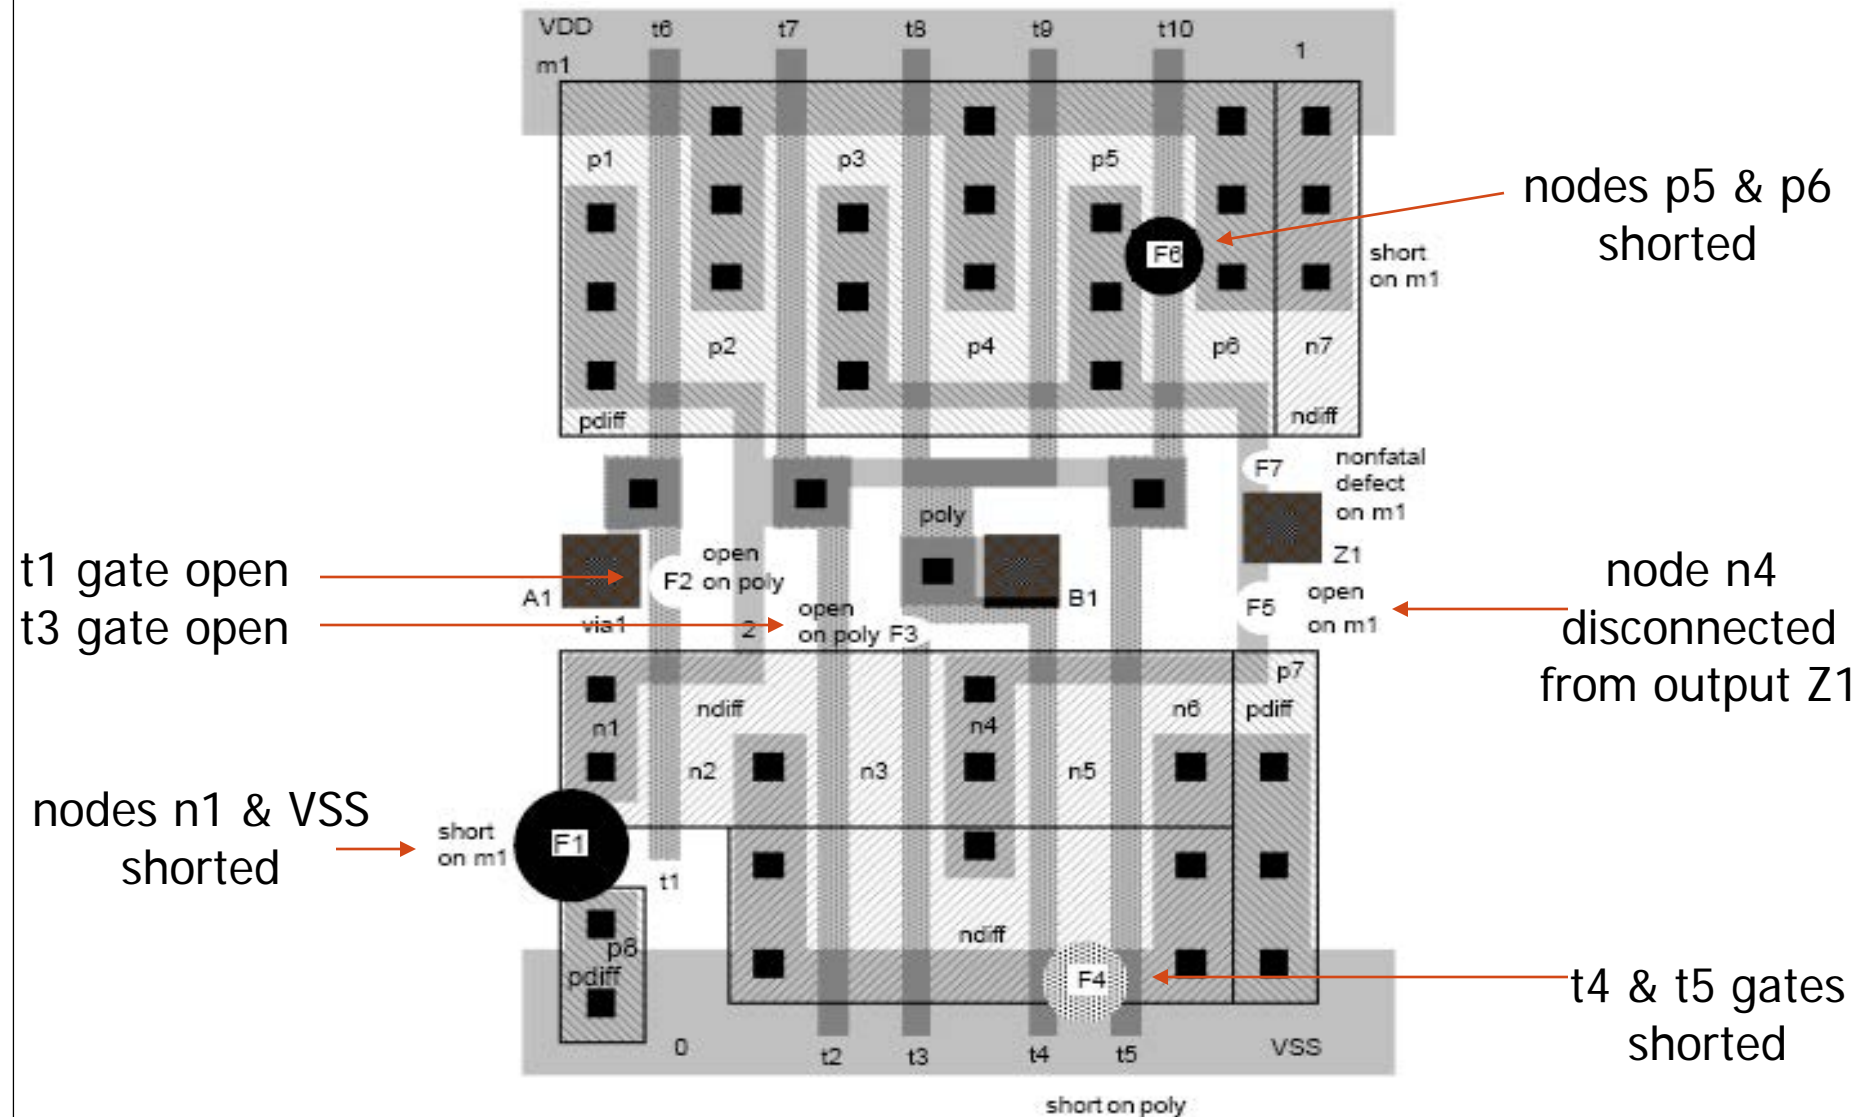 VDD t6 t7 t8 t9 t10 1
m1
p1 p3 p5
nodes p5 & p6
shorted
F6
short
on m1
p2 p4 p6 n7
pdiff ndiff
F7
nonfatal
defect
on m1
poly
Z1
t1 gate open
t3 gate open
A1
via1
F2
open
on poly
2
open
on poly F3
B1
F5
open
on m1
node n4
disconnected
from output Z1
p7
n1 ndiff n4 n6 pdiff
n2 n3 n5
nodes n1 & VSS
shorted
short
on m1
F1
t1
p8
pdiff
ndiff
F4
t4 & t5 gates
shorted
0 t2 t3 t4 t5 VSS
short on poly